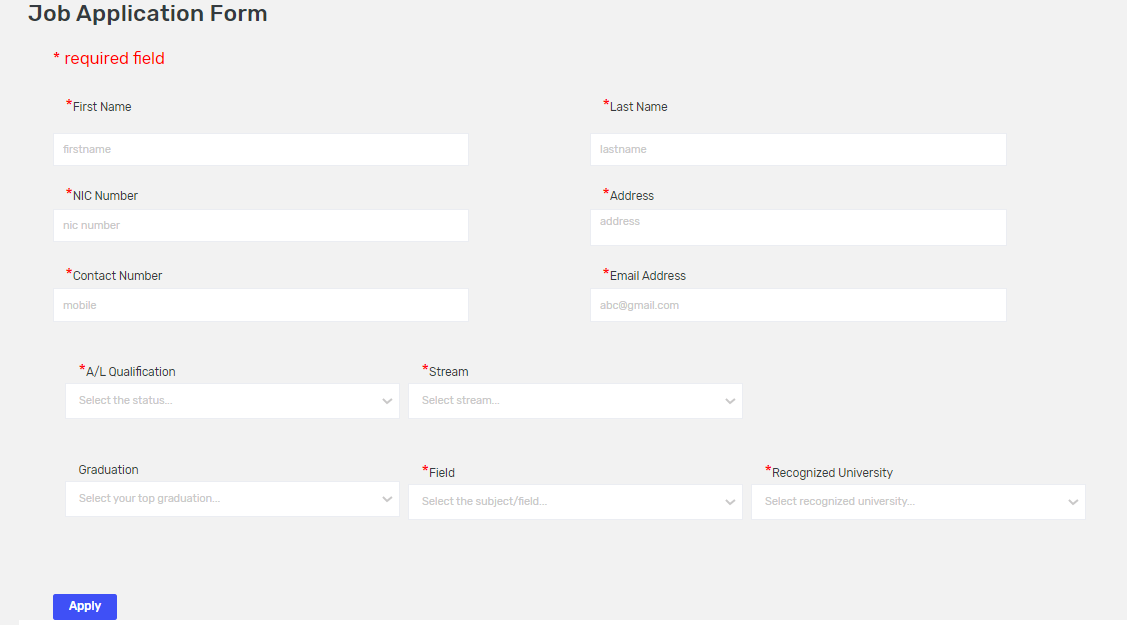 Job Application Form
* required field
*First Name *Last Name
firstname lastname
*NIC Number *Address
nic number address
*Contact Number *Email Address
mobile abc@gmail.com
*A/L Qualification *Stream
Select the status... Select stream...
Graduation *Field *Recognized University
Select your top graduation... Select the subject/field... Select recognized university...
Apply